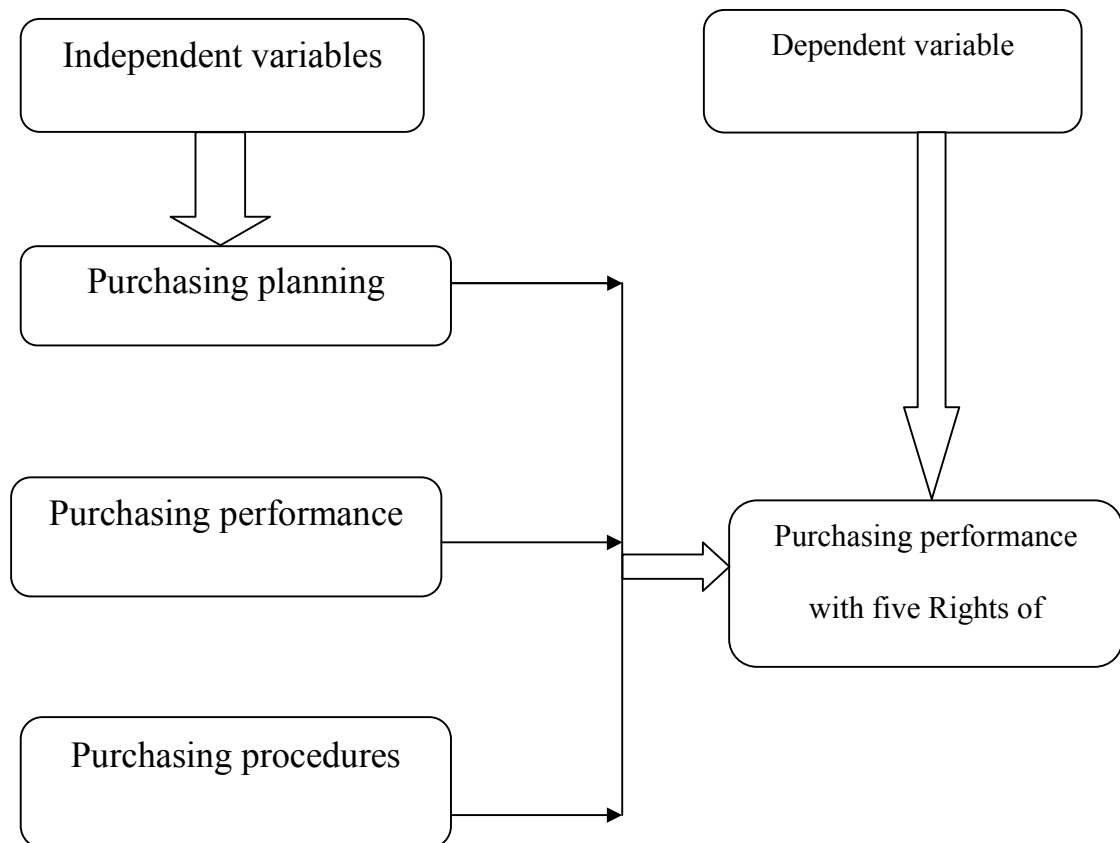 Independent variables
Dependent variable
Purchasing planning
Purchasing performance
Purchasing performance
with five Rights of
Purchasing procedures